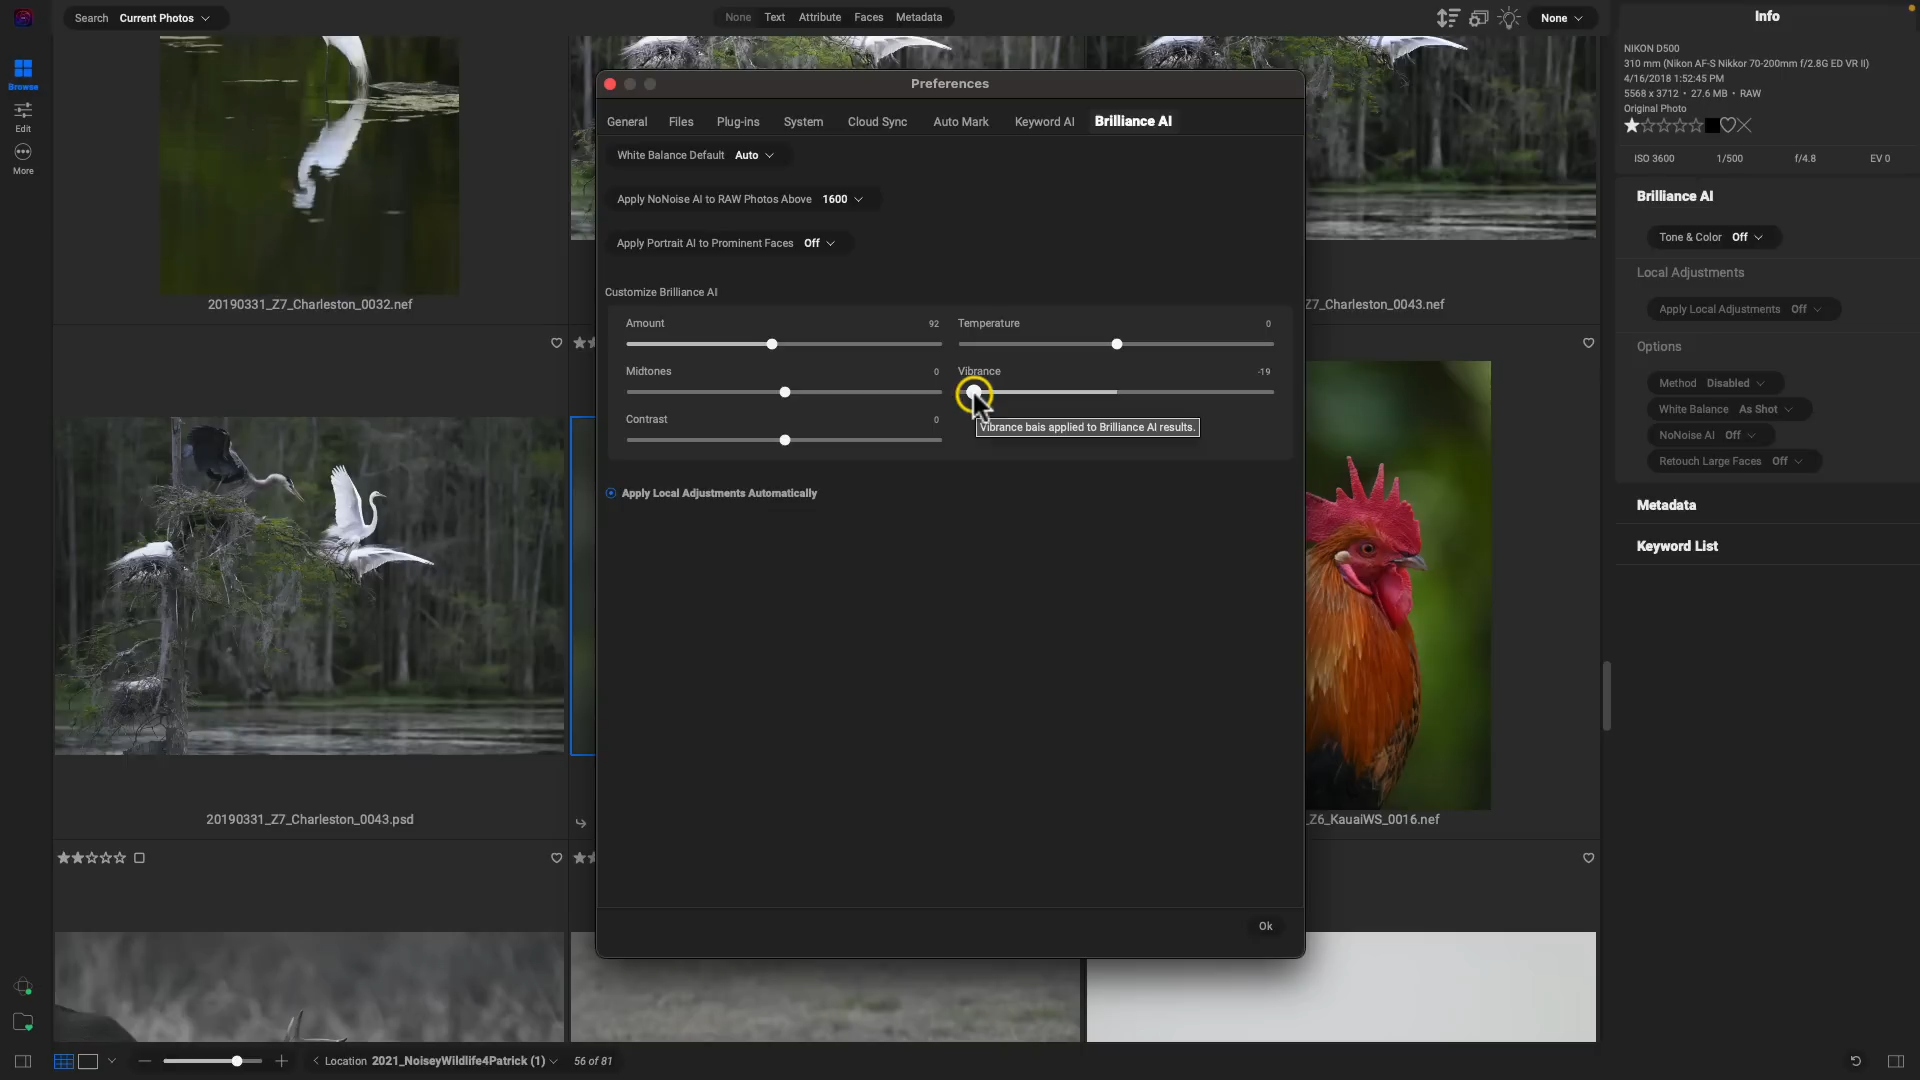 Search Current Photos
None Text Attribute Faces Metadata
None
Info
NIKON D500
310 mm (Nikon AF-S Nikkor 70-200mm f/2.8G ED VR II)
4/16/2018 1:52:45 PM
5568 x 3712 • 27.6 MB • RAW
Original Photo
ISO 3600 1/500 f/4.8 EV 0
Browse
Edit
More
Preferences
General Files Plug-ins System Cloud Sync Auto Mark Keyword AI Brilliance AI
White Balance Default Auto
Apply NoNoise AI to RAW Photos Above 1600
Apply Portrait AI to Prominent Faces Off
Customize Brilliance AI
Amount 92
Temperature 0
Midtones 0
Vibrance -19
Contrast 0
Vibrance bais applied to Brilliance AI results.
Apply Local Adjustments Automatically
Ok
Brilliance AI
Tone & Color Off
Local Adjustments
Apply Local Adjustments Off
Options
Method Disabled
White Balance As Shot
NoNoise AI Off
Retouch Large Faces Off
Metadata
Keyword List
20190331_Z7_Charleston_0032.nef
Z7_Charleston_0043.nef
20190331_Z7_Charleston_0043.psd
_Z6_KauaiWS_0016.nef
Location 2021_NoiseyWildlife4Patrick (1) 56 of 81